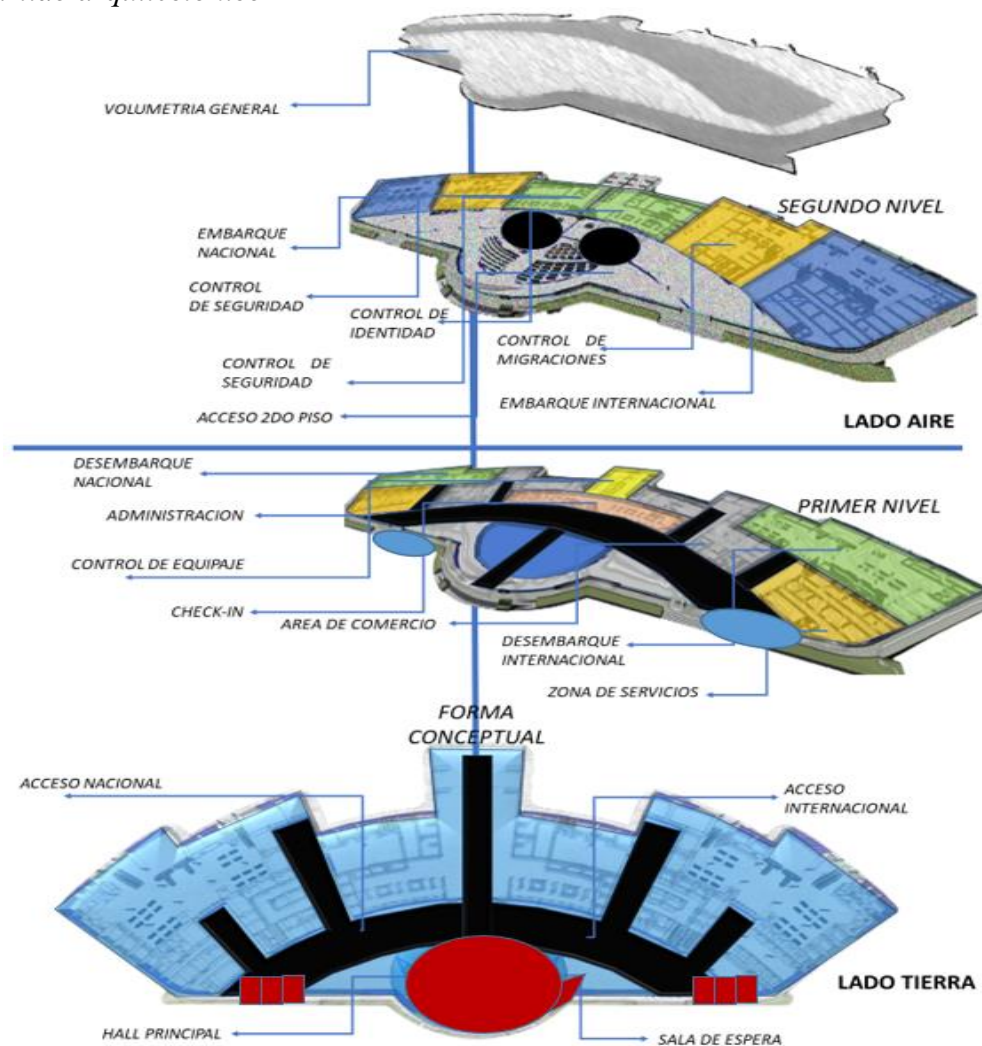 VOLUMETRIA GENERAL
SEGUNDO NIVEL
EMBARQUE
NACIONAL
CONTROL
DE SEGURIDAD
CONTROL DE
IDENTIDAD
CONTROL DE
MIGRACIONES
CONTROL DE
SEGURIDAD
EMBARQUE INTERNACIONAL
ACCESO 2DO PISO
LADO AIRE
DESEMBARQUE
NACIONAL
PRIMER NIVEL
ADMINISTRACION
CONTROL DE EQUIPAJE
CHECK-IN
AREA DE COMERCIO
DESEMBARQUE
INTERNACIONAL
ZONA DE SERVICIOS
FORMA
CONCEPTUAL
ACCESO NACIONAL
ACCESO
INTERNACIONAL
LADO TIERRA
HALL PRINCIPAL
SALA DE ESPERA